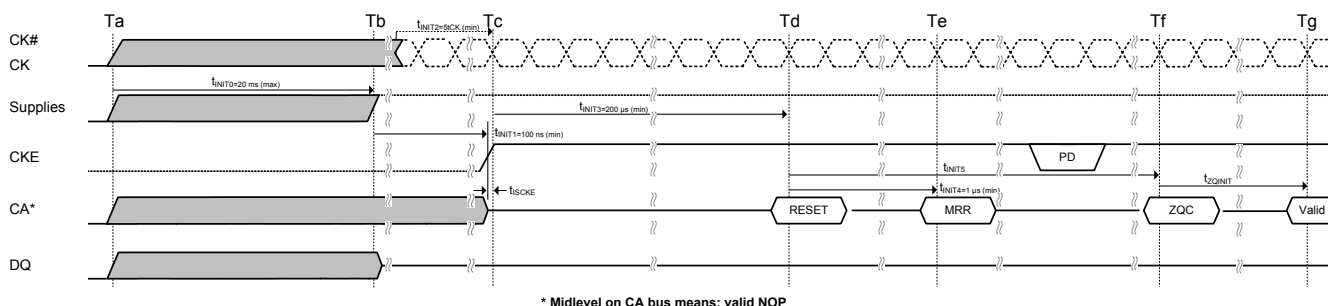 Ta Tb Tc Td Te Tf Tg
tINIT2=5tCK (min)
CK#
CK
tINIT0=20 ms (max)
Supplies
tINIT3=200 µs (min)
tINIT1=100 ns (min)
CKE
PD
tINIT5
tZQINIT
tISCKE
tINIT4=1 µs (min)
CA*
RESET MRR ZQC Valid
DQ
* Midlevel on CA bus means: valid NOP